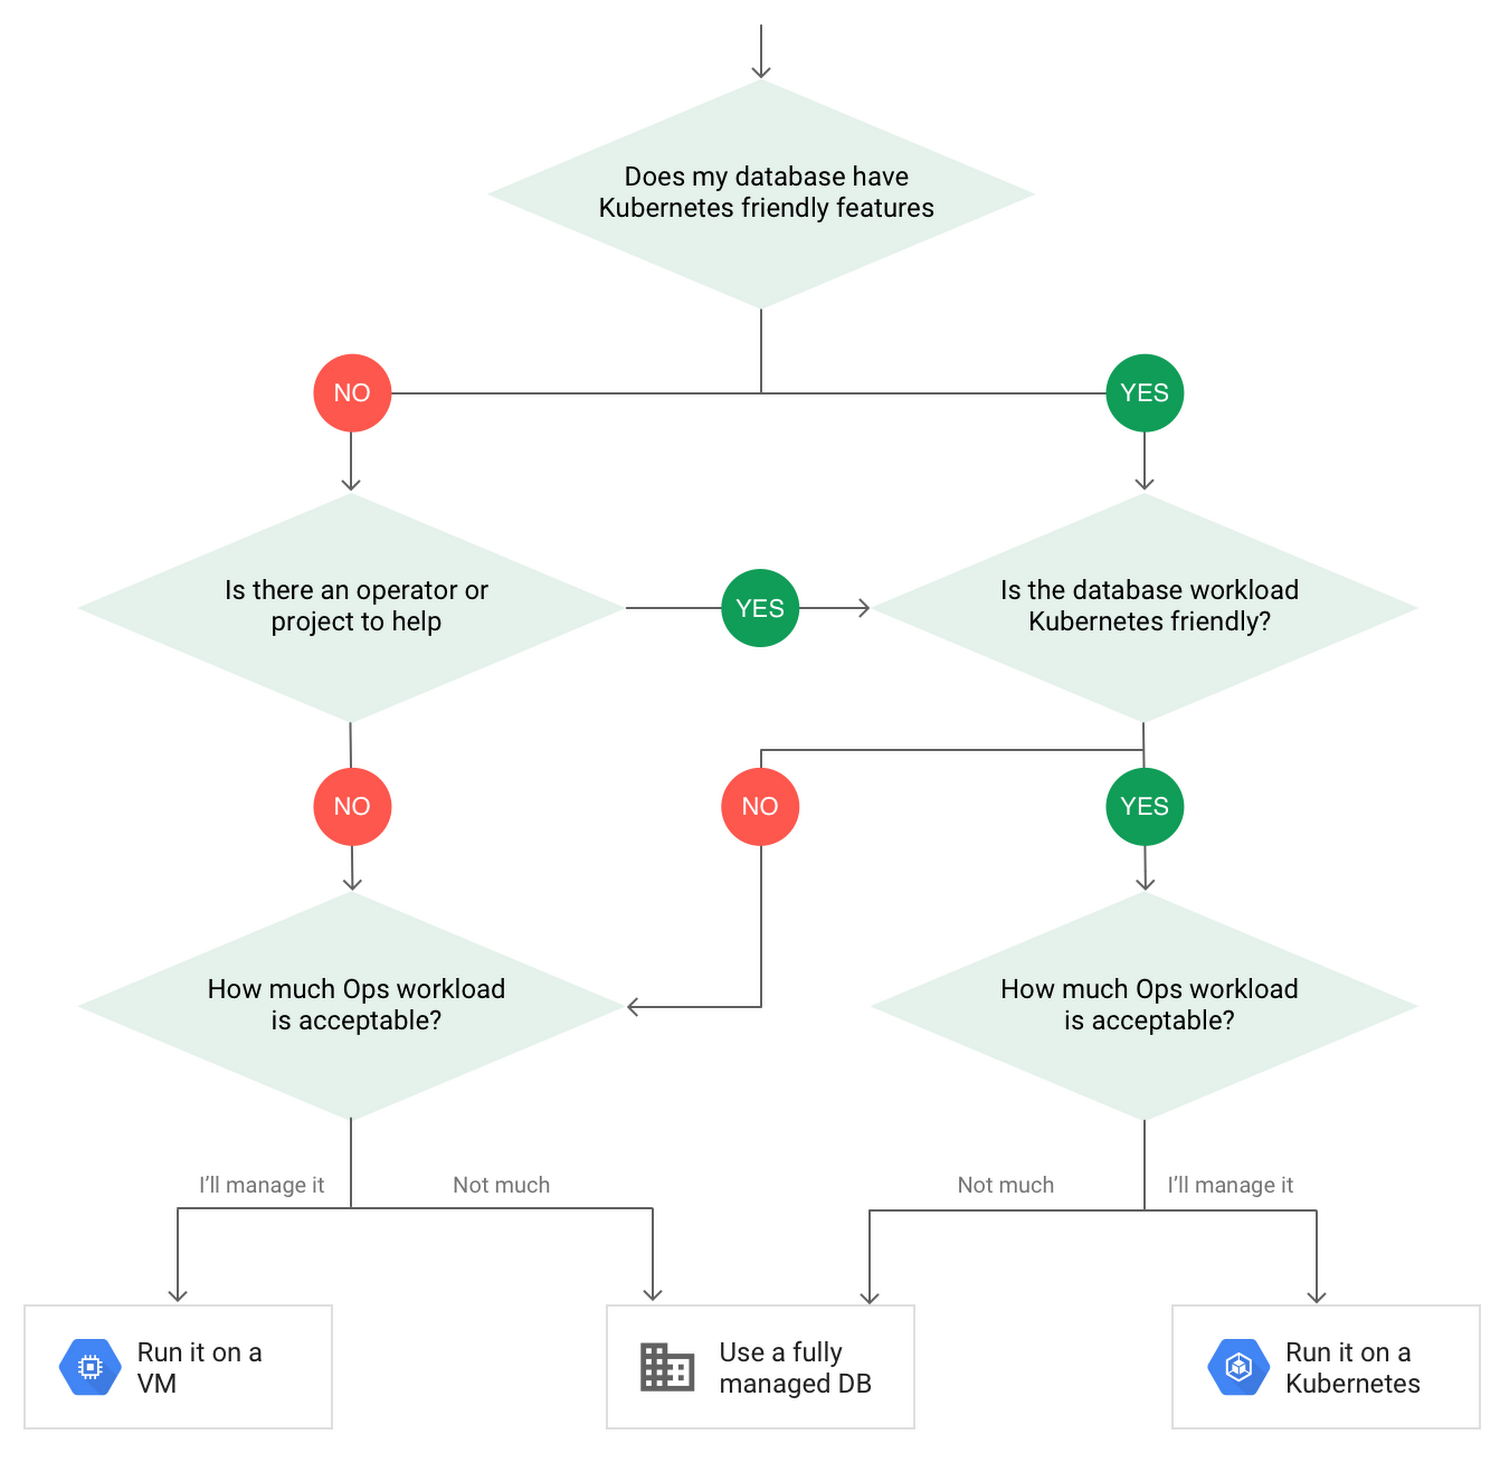 Does my database have
Kubernetes friendly features
NO
YES
Is there an operator or
project to help
YES
Is the database workload
Kubernetes friendly?
NO
NO
YES
How much Ops workload
is acceptable?
How much Ops workload
is acceptable?
I’ll manage it
Not much
Not much
I’ll manage it
Run it on a
VM
Use a fully
managed DB
Run it on a
Kubernetes